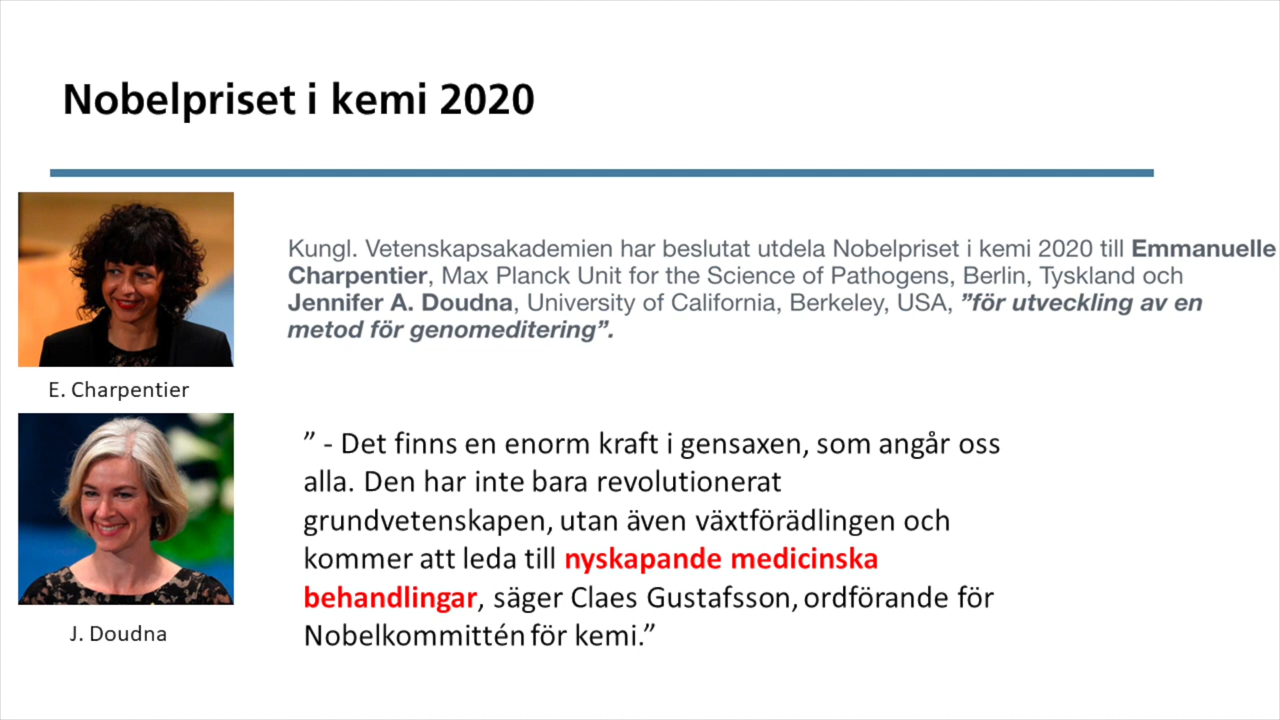 Nobelpriset i kemi 2020
Kungl. Vetenskapsakademien har beslutat utdela Nobelpriset i kemi 2020 till Emmanuelle
Charpentier, Max Planck Unit for the Science of Pathogens, Berlin, Tyskland och
Jennifer A. Doudna, University of California, Berkeley, USA, ”för utveckling av en
metod för genomeditering”.
E. Charpentier
” - Det finns en enorm kraft i gensaxen, som angår oss
alla. Den har inte bara revolutionerat
grundvetenskapen, utan även växtförädlingen och
kommer att leda till nyskapande medicinska
behandlingar, säger Claes Gustafsson, ordförande för
Nobelkommittén för kemi.”
J. Doudna